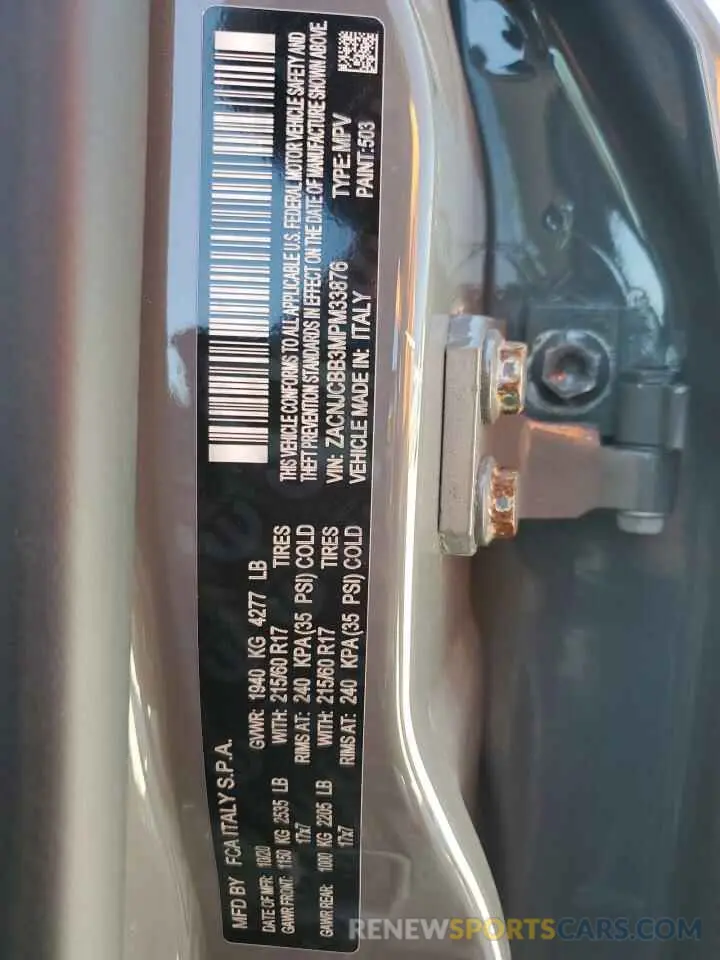 MFD BY FCA ITALY S.P.A.
DATE OF MFR: 10/20 GVWR: 1940 KG 4277 LB
GAWR FRONT: 1150 KG 2535 LB WITH: 215/60 R17 TIRES
17x7 RIMS AT: 240 KPA(35 PSI) COLD
GAWR REAR: 1000 KG 2205 LB WITH: 215/60 R17 TIRES
17x7 RIMS AT: 240 KPA(35 PSI) COLD
THIS VEHICLE CONFORMS TO ALL APPLICABLE U.S. FEDERAL MOTOR VEHICLE SAFETY AND
THEFT PREVENTION STANDARDS IN EFFECT ON THE DATE OF MANUFACTURE SHOWN ABOVE.
VIN: ZACNJCBB3MPM33876 TYPE: MPV
VEHICLE MADE IN: ITALY PAINT: 503
RENEWSPORTSCARS.COM